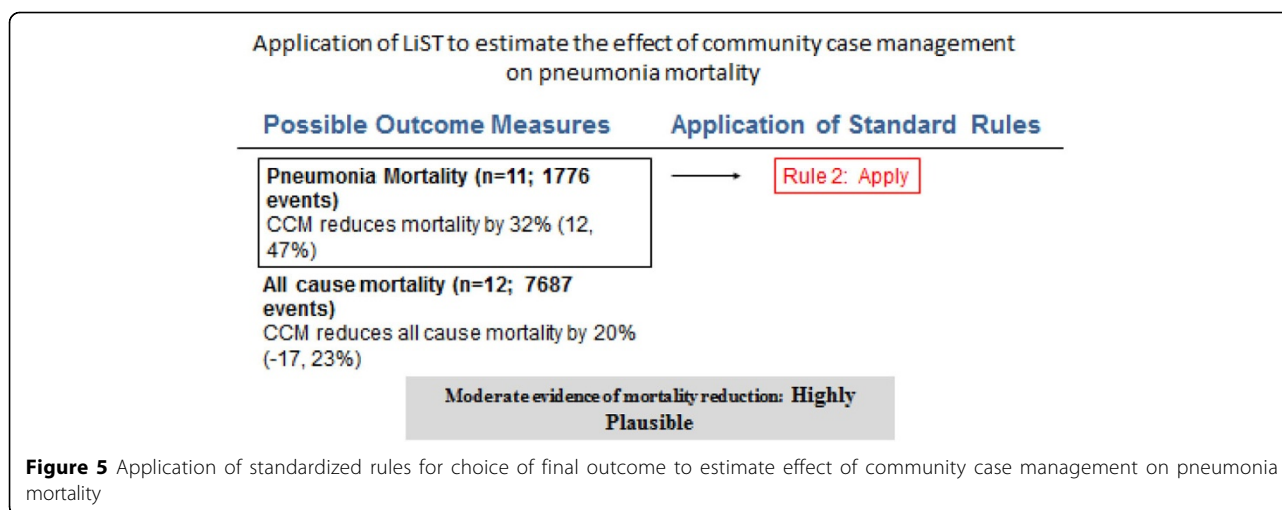 Application of LiST to estimate the effect of community case management
on pneumonia mortality
Possible Outcome Measures Application of Standard Rules
Pneumonia Mortality (n=11; 1776
events)
CCM reduces mortality by 32% (12,
47%)
Rule 2: Apply
All cause mortality (n=12; 7687
events)
CCM reduces all cause mortality by 20%
(-17, 23%)
Moderate evidence of mortality reduction: Highly
Plausible
Figure 5 Application of standardized rules for choice of final outcome to estimate effect of community case management on pneumonia
mortality